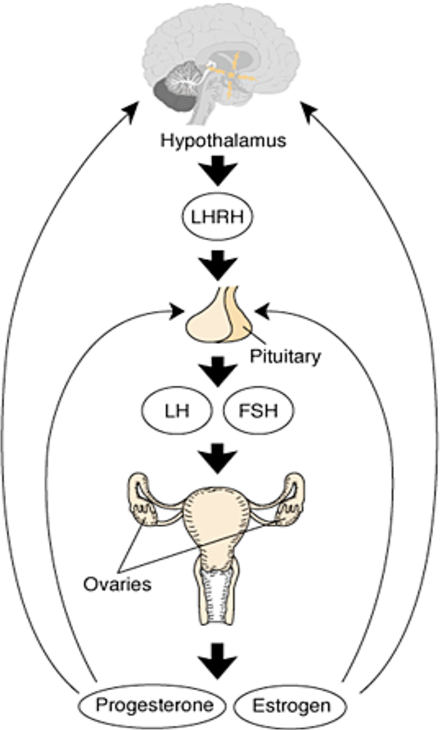 Hypothalamus
LHRH
Pituitary
LH
FSH
Ovaries
Progesterone
Estrogen